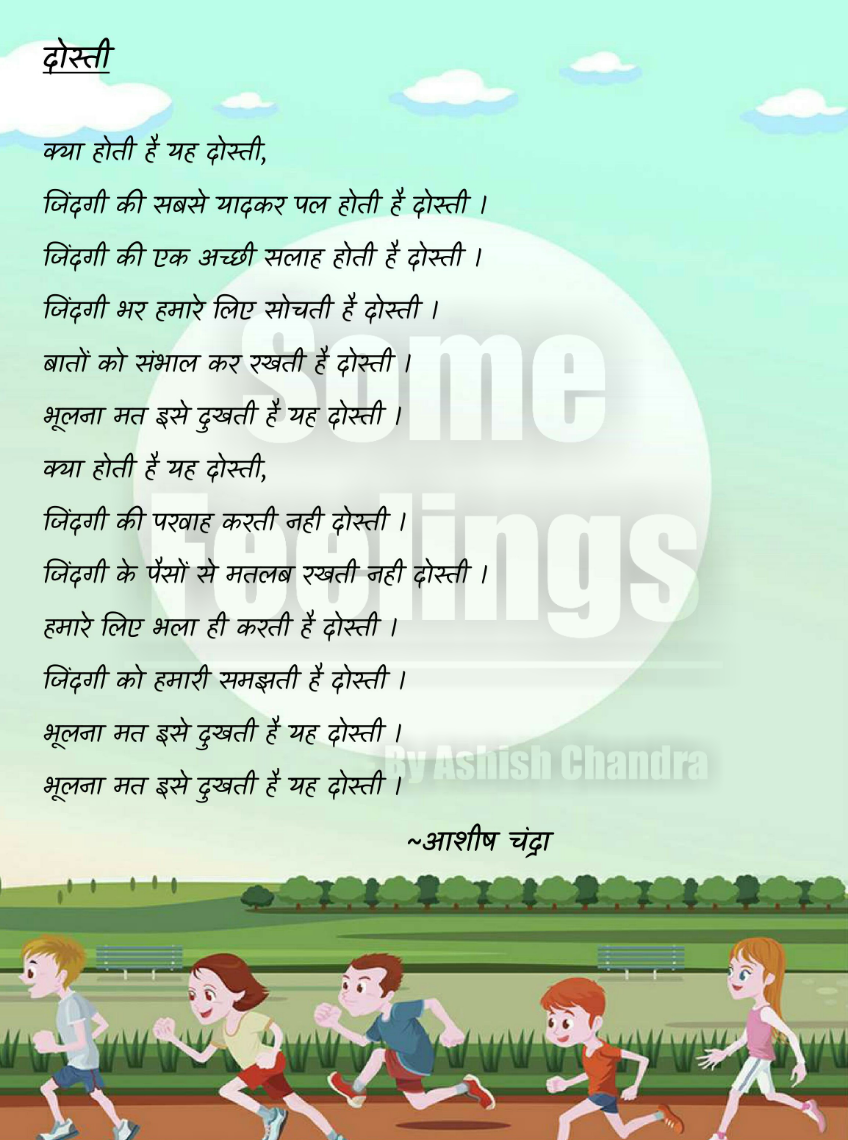 दोस्ती
क्या होती है यह दोस्ती,
जिंदगी की सबसे यादकर पल होती है दोस्ती ।
जिंदगी की एक अच्छी सलाह होती है दोस्ती ।
जिंदगी भर हमारे लिए सोचती है दोस्ती ।
बातों को संभाल कर रखती है दोस्ती ।
भूलना मत इसे दुखती है यह दोस्ती ।
क्या होती है यह दोस्ती,
जिंदगी की परवाह करती नही दोस्ती ।
जिंदगी के पैसों से मतलब रखती नही दोस्ती ।
हमारे लिए भला ही करती है दोस्ती ।
जिंदगी को हमारी समझती है दोस्ती ।
भूलना मत इसे दुखती है यह दोस्ती ।
भूलना मत इसे दुखती है यह दोस्ती ।
~आशीष चंद्रा
Some
Feelings
By Ashish Chandra